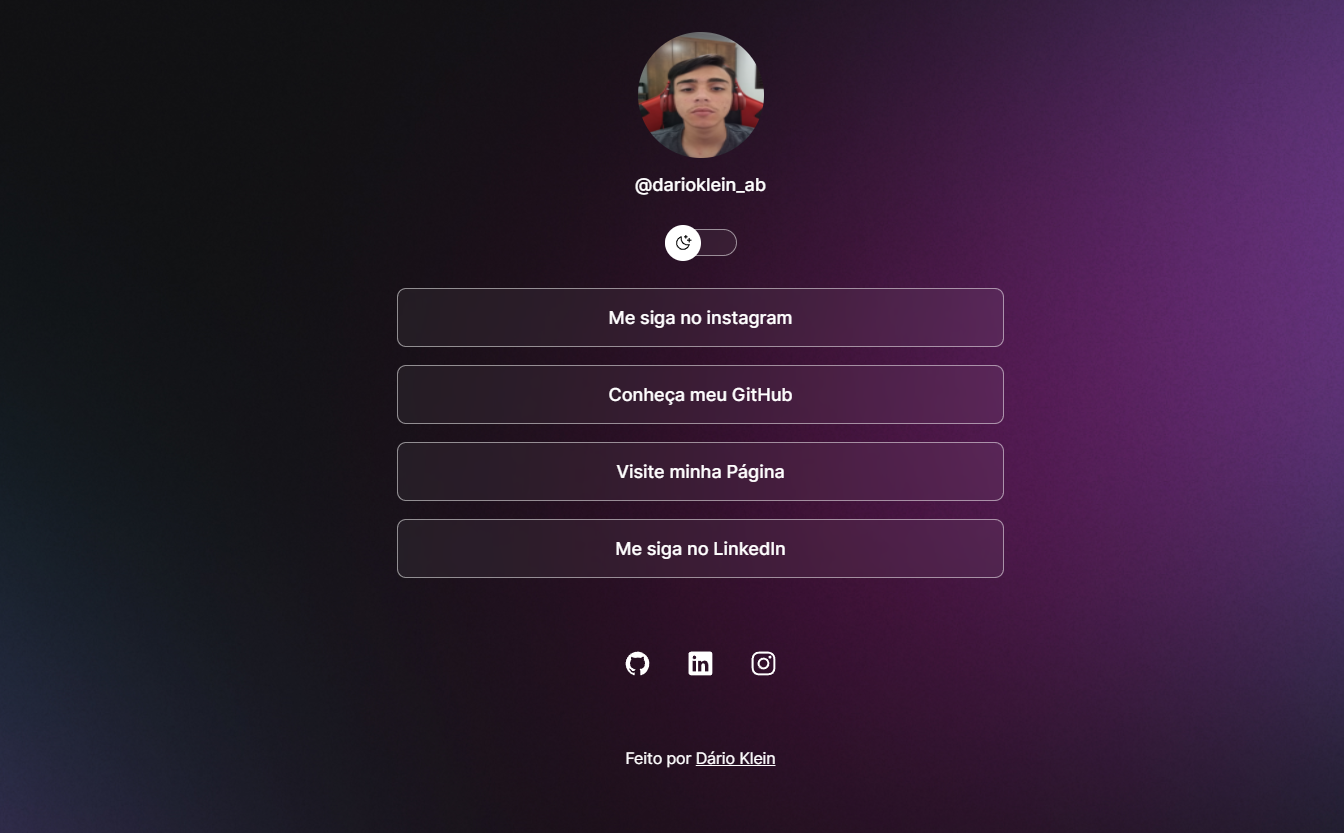 @darioklein_ab
Me siga no instagram
Conheça meu GitHub
Visite minha Página
Me siga no LinkedIn
in
Feito por Dário Klein